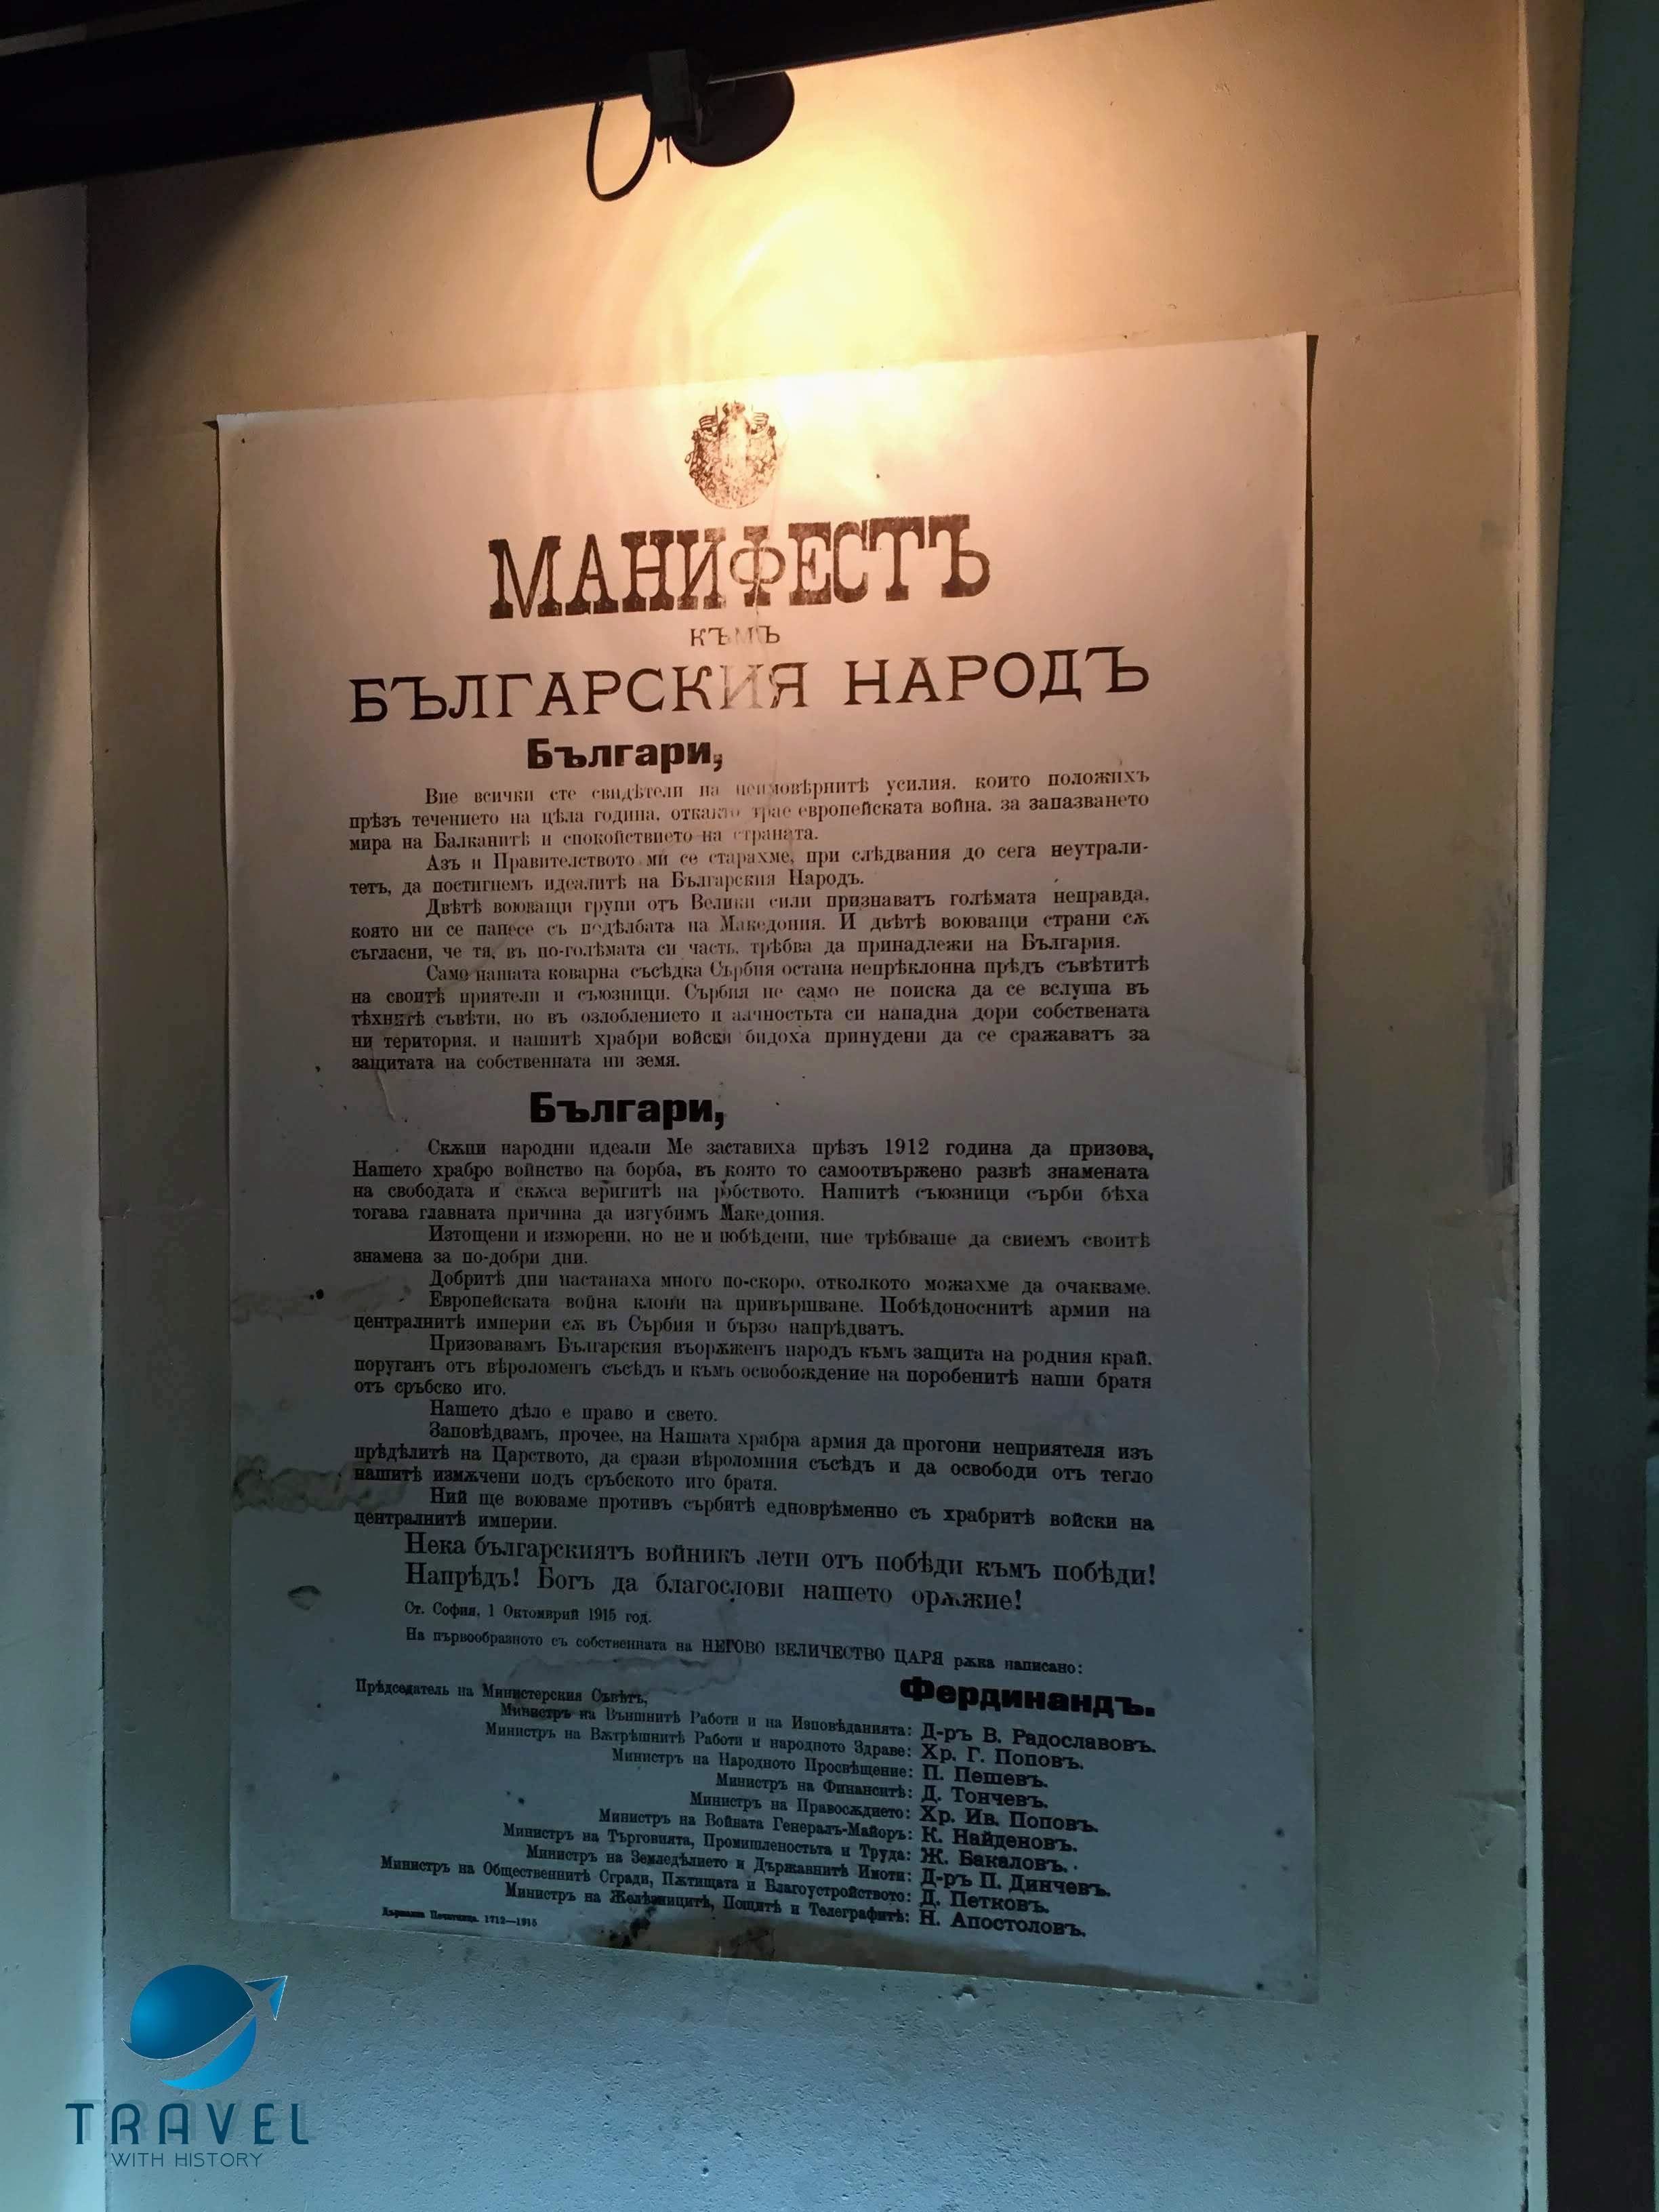 МАНИФЕСТЪ
КЪМЪ
БЪЛГАРСКИЯ НАРОДЪ
Българи,
Вие всички сте свидѣтели на неимовѣрнитѣ усилия, които положихъ
прѣзъ течението на цѣла година, откакто трае европейската война, за запазването
мира на Балканитѣ и спокойствието на страната.
Азъ и Правителството ми се старахме, при слѣдвания до сега неутрали-
тетъ, да постигнемъ идеалитѣ на Българския Народъ.
Двѣтѣ воюващи групи отъ Велики сили признаватъ голѣмата неправда,
която ни се нанесе съ подѣлбата на Македония. И двѣтѣ воюващи страни сѫ
съгласни, че тя, въ по-голѣмата си часть, трѣбва да принадлежи на България.
Само нашата коварна съсѣдка Сърбия остана непрѣклонна прѣдъ съвѣтитѣ
на своитѣ приятели и съюзници. Сърбия не само не поиска да се вслуша въ
тѣхнитѣ съвѣти, но въ озлоблението и алчностьта си нападна дори собствената
ни територия, и нашитѣ храбри войски бидоха принудени да се сражаватъ за
защитата на собственната ни земя.
Българи,
Скѫпи народни идеали Ме заставиха прѣзъ 1912 година да призова,
Нашето храбро войнство на борба, въ която то самоотвържено развѣ знамената
на свободата и скѫса веригитѣ на робството. Нашитѣ съюзници сърби бѣха
тогава главната причина да изгубимъ Македония.
Изтощени и изморени, но не и побѣдени, ние трѣбваше да свиемъ своитѣ
знамена за по-добри дни.
Добритѣ дни настанаха много по-скоро, отколкото можахме да очакваме.
Европейската война клони на привършване. Побѣдоноснитѣ армии на
централнитѣ империи сѫ въ Сърбия и бързо напрѣдватъ.
Призовавамъ Българския въорѫженъ народъ къмъ защита на родния край,
поруганъ отъ вѣроломенъ съсѣдъ и къмъ освобождение на поробенитѣ наши братя
отъ сръбско иго.
Нашето дѣло е право и свето.
Заповѣдвамъ, прочее, на Нашата храбра армия да прогони неприятеля изъ
прѣдѣлитѣ на Царството, да срази вѣроломния съсѣдъ и да освободи отъ тегло
нашитѣ измѫчени подъ сръбското иго братя.
Ний ще воюваме противъ сърбитѣ едноврѣменно съ храбритѣ войски на
централнитѣ империи.
Нека българскиятъ войникъ лети отъ побѣди къмъ побѣди!
Напрѣдъ! Богъ да благослови нашето орѫжие!
Ст. София, 1 Октомврий 1915 год.
На първообразното съ собственната на НЕГОВО ВЕЛИЧЕСТВО ЦАРЯ рѫка написано:
Фердинандъ.
Прѣдседатель на Министерския Съвѣтъ,
Министръ на Външнитѣ Работи и на Изповѣданията: Д-ръ В. Радославовъ.
Министръ на Вѫтрѣшнитѣ Работи и народното Здраве: Хр. Г. Поповъ.
Министръ на Народното Просвѣщение: П. Пешевъ.
Министръ на Финанситѣ: Д. Тончевъ.
Министръ на Правосѫдието: Хр. Ив. Поповъ.
Министръ на Войната Генералъ-Майоръ: К. Найденовъ.
Министръ на Търговията, Промишленостьта и Труда: Ж. Бакаловъ.
Министръ на Земледѣлието и Държавнитѣ Имоти: Д-ръ П. Динчевъ.
Министръ на Общественнитѣ Сгради, Пѫтищата и Благоустройството: Д. Петковъ.
Министръ на Желѣзницитѣ, Пощитѣ и Телеграфитѣ: Н. Апостоловъ.
Държавна Печатница. 1712—1915
TRAVEL
WITH HISTORY